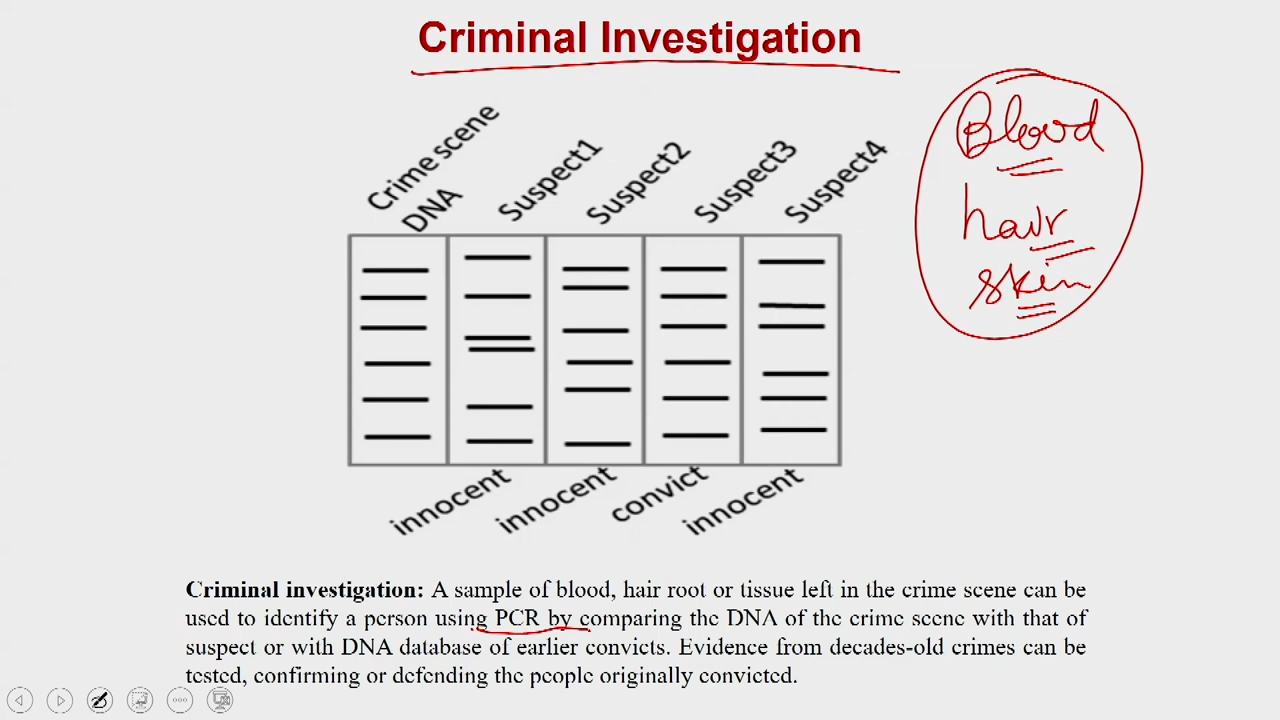 Criminal Investigation
Crime scene
DNA
Suspect1
Suspect2
Suspect3
Suspect4
Blood
hair
skin
innocent
innocent
convict
innocent
Criminal investigation: A sample of blood, hair root or tissue left in the crime scene can be
used to identify a person using PCR by comparing the DNA of the crime scene with that of
suspect or with DNA database of earlier convicts. Evidence from decades-old crimes can be
tested, confirming or defending the people originally convicted.